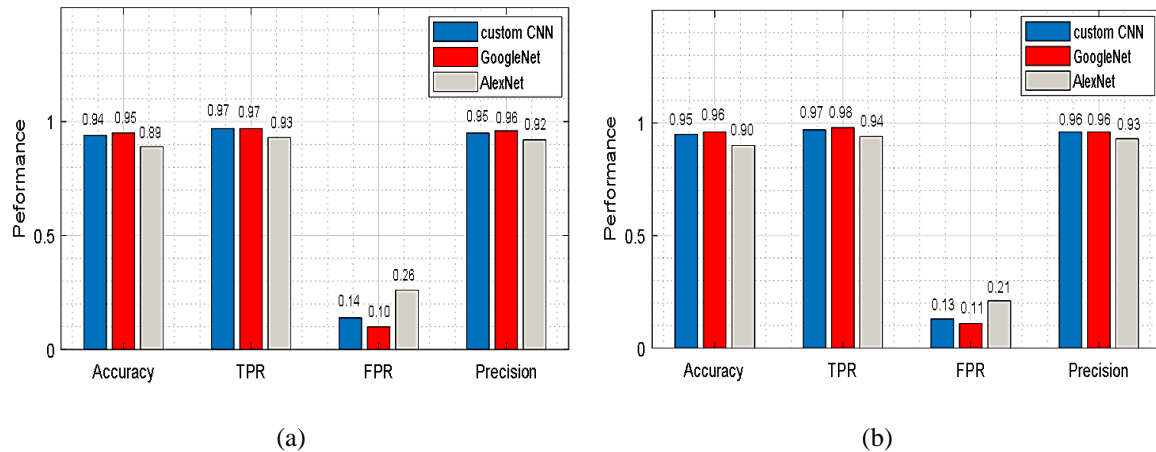 custom CNN
GoogleNet
AlexNet
Peformance
1
0.5
0
0.94 0.95 0.89
0.97 0.97 0.93
0.14 0.10 0.26
0.95 0.96 0.92
Accuracy TPR FPR Precision
(a)
custom CNN
GoogleNet
AlexNet
Performance
1
0.5
0
0.95 0.96 0.90
0.97 0.98 0.94
0.13 0.11 0.21
0.96 0.96 0.93
Accuracy TPR FPR Precision
(b)